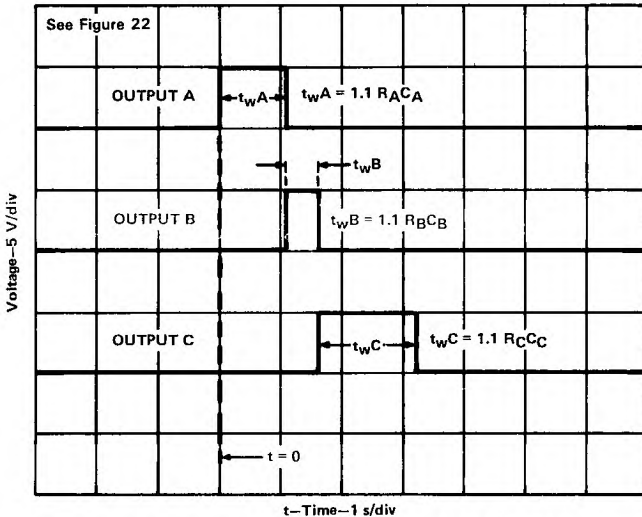 See Figure 22
OUTPUT A
twA
twA = 1.1 RACA
twB
OUTPUT B
twB = 1.1 RBCB
OUTPUT C
twC
twC = 1.1 RCCC
t = 0
Voltage–5 V/div
t–Time–1 s/div